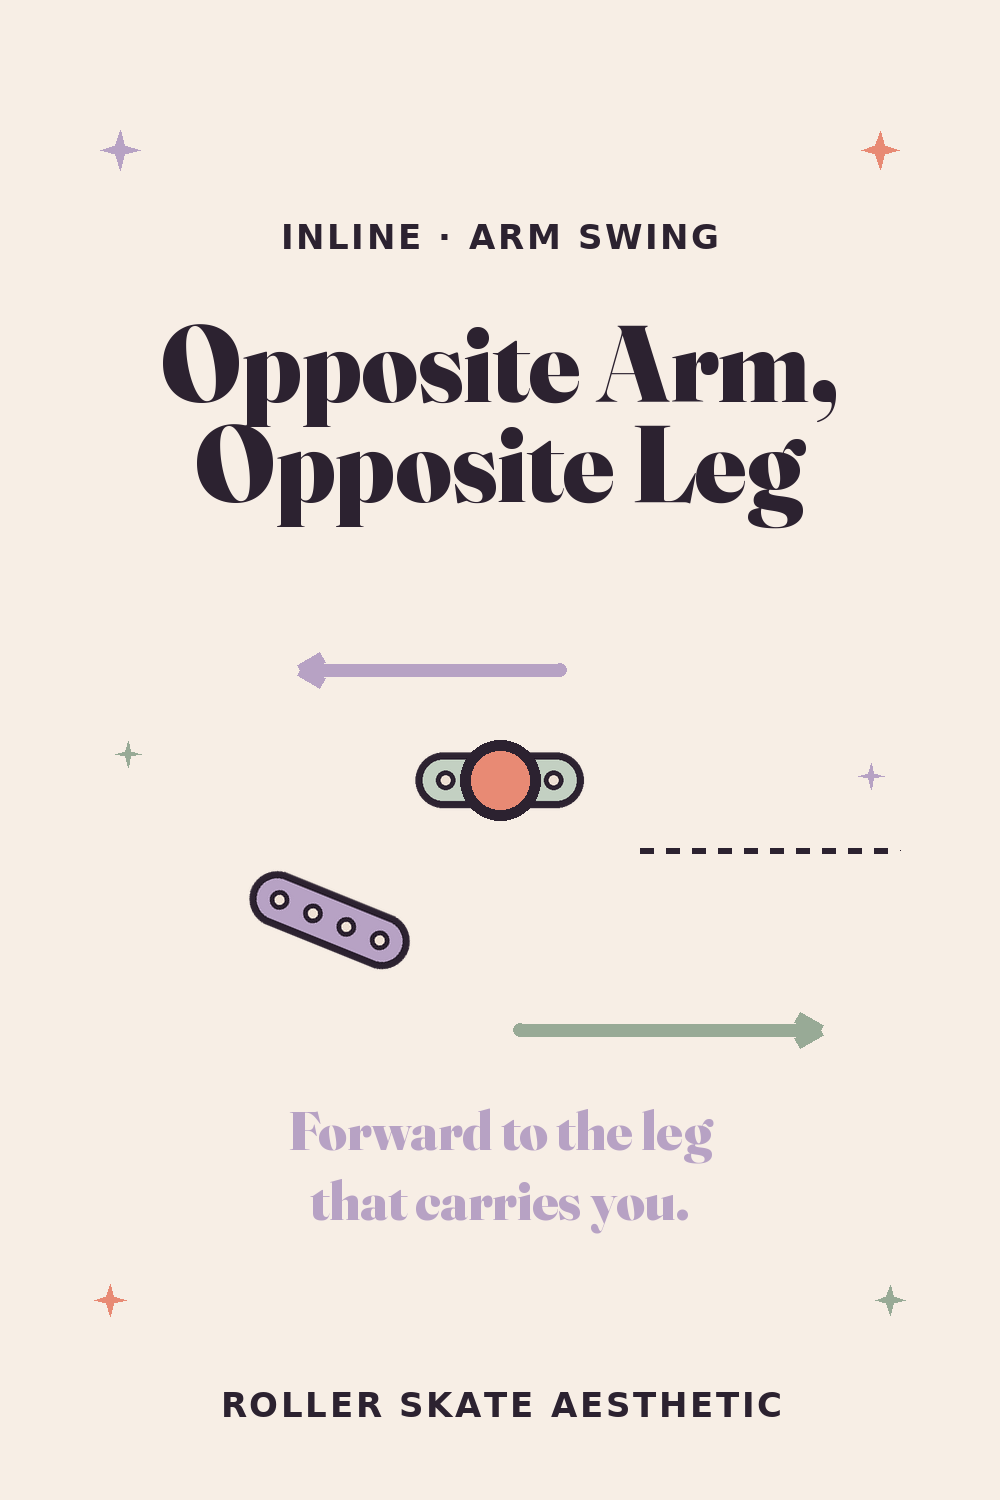 INLINE · ARM SWING
Opposite Arm,
Opposite Leg
Forward to the leg
that carries you.
ROLLER SKATE AESTHETIC